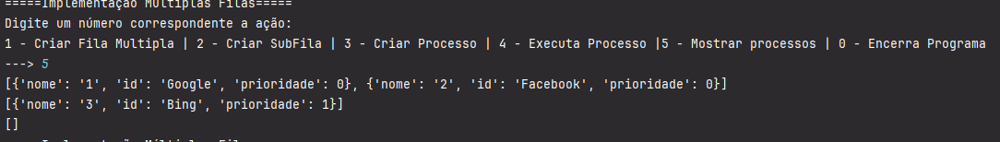 =====Implementação Múltiplas Filas=====
Digite um número correspondente a ação:
1 - Criar Fila Multipla | 2 - Criar SubFila | 3 - Criar Processo | 4 - Executa Processo |5 - Mostrar processos | 0 - Encerra Programa
---> 5
[{'nome': '1', 'id': 'Google', 'prioridade': 0}, {'nome': '2', 'id': 'Facebook', 'prioridade': 0}]
[{'nome': '3', 'id': 'Bing', 'prioridade': 1}]
[]